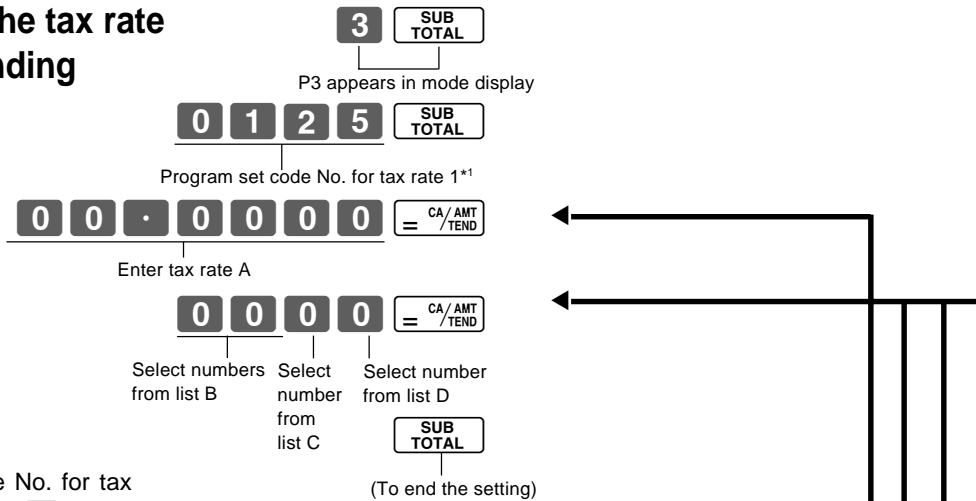 he tax rate
nding
3 SUB TOTAL
P3 appears in mode display
0 1 2 5 SUB TOTAL
Program set code No. for tax rate 1*1
0 0 · 0 0 0 0 = CA/AMT /TEND
Enter tax rate A
0 0 0 0 = CA/AMT /TEND
Select numbers
from list B
Select
number
from
list C
Select number
from list D
SUB TOTAL
(To end the setting)
e No. for tax